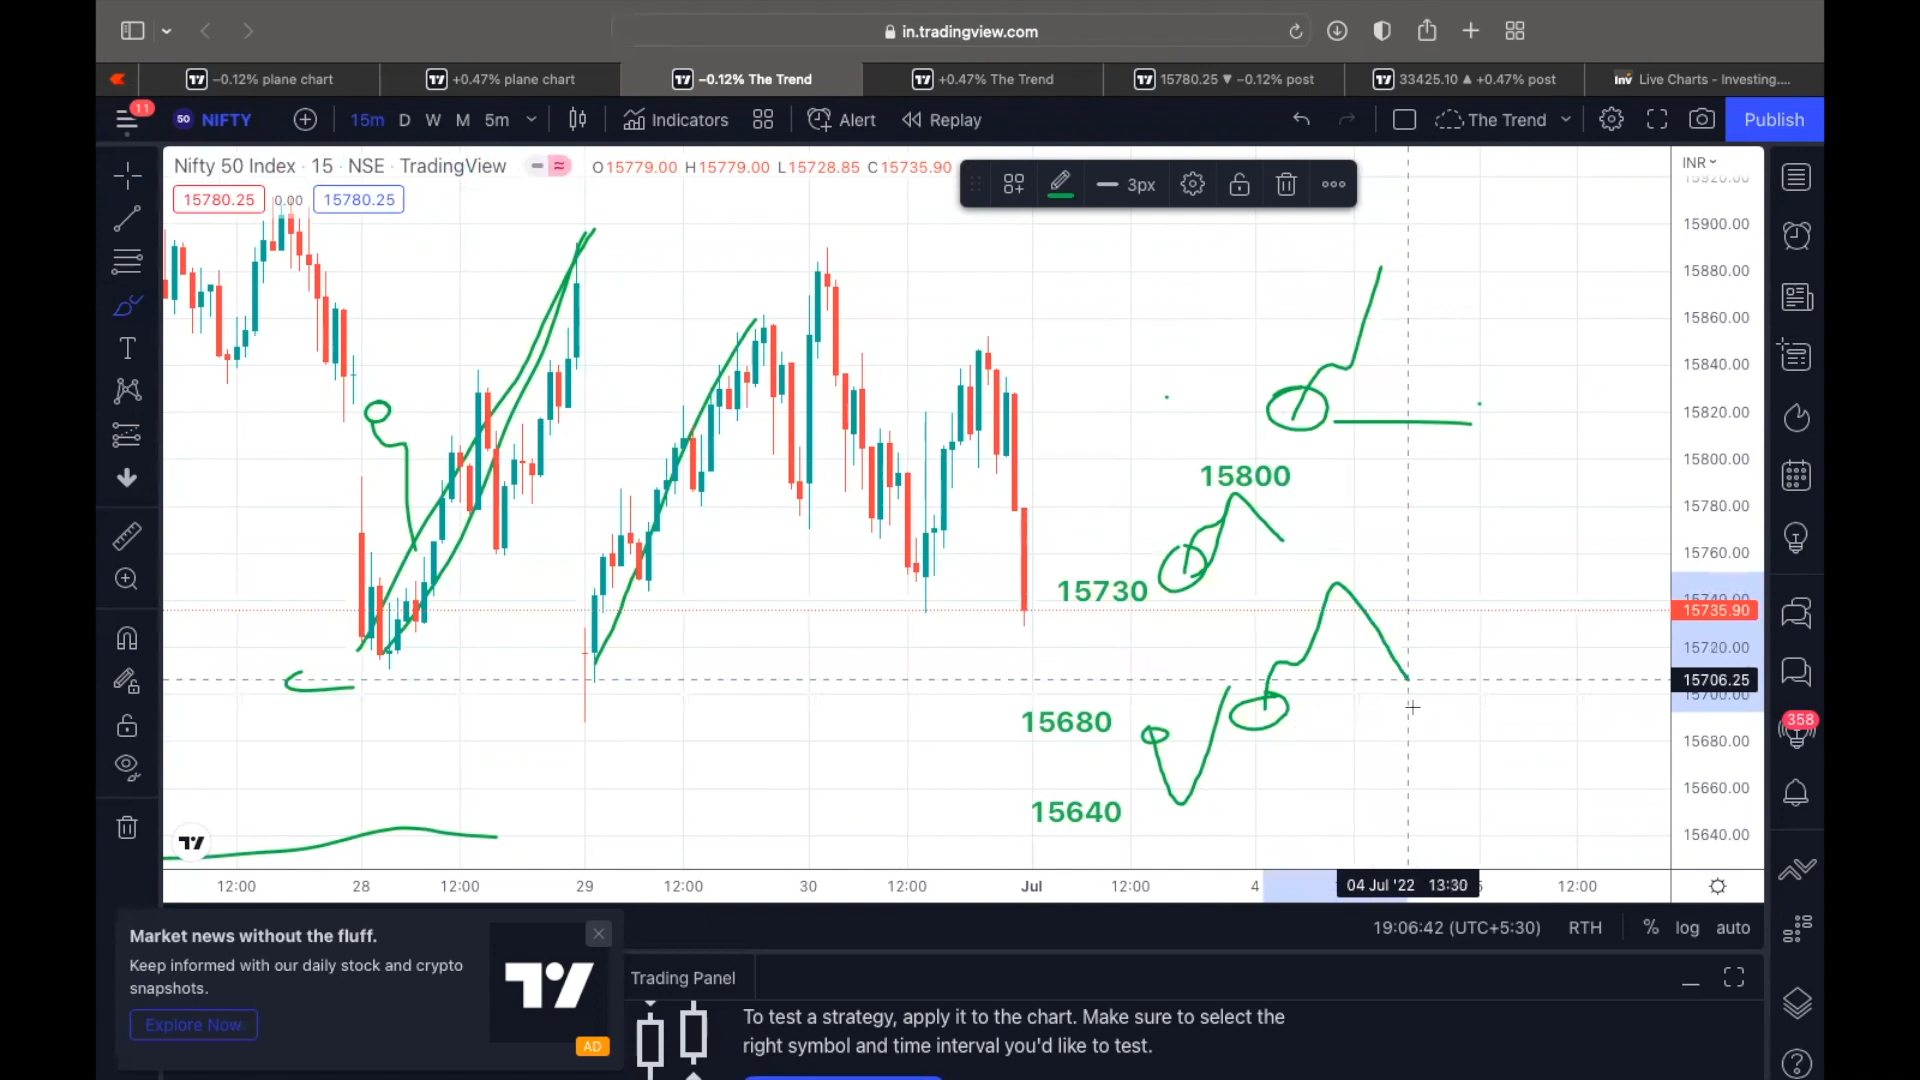 in.tradingview.com
−0.12% plane chart
+0.47% plane chart
−0.12% The Trend
+0.47% The Trend
15780.25 ▼ −0.12% post
33425.10 ▲ +0.47% post
Inv Live Charts - Investing....
11
50 NIFTY
15m D W M 5m
Indicators
Alert
Replay
The Trend
Publish
Nifty 50 Index · 15 · NSE · TradingView
O15779.00 H15779.00 L15728.85 C15735.90
3px
INR
15780.25 0.00 15780.25
15920.00
15900.00
15880.00
15860.00
15840.00
15820.00
15800.00
15780.00
15760.00
15740.00
15735.90
15720.00
15706.25
15700.00
15680.00
15660.00
15640.00
15800
15730
15680
15640
358
12:00 28 12:00 29 12:00 30 12:00 Jul 12:00 4 04 Jul '22 13:30 12:00
19:06:42 (UTC+5:30) RTH % log auto
Market news without the fluff.
Keep informed with our daily stock and crypto
snapshots.
Explore Now
AD
Trading Panel
To test a strategy, apply it to the chart. Make sure to select the
right symbol and time interval you'd like to test.